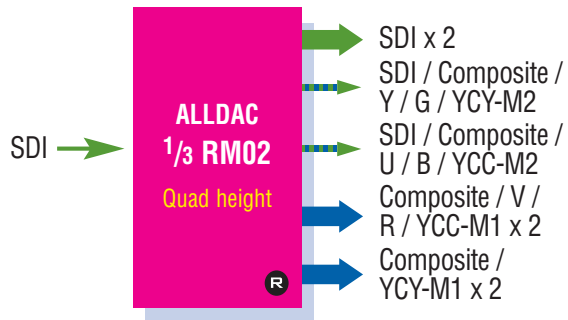 SDI
ALLDAC
1/3 RM02
Quad height
R
SDI x 2
SDI / Composite /
Y / G / YCY-M2
SDI / Composite /
U / B / YCC-M2
Composite / V /
R / YCC-M1 x 2
Composite /
YCY-M1 x 2